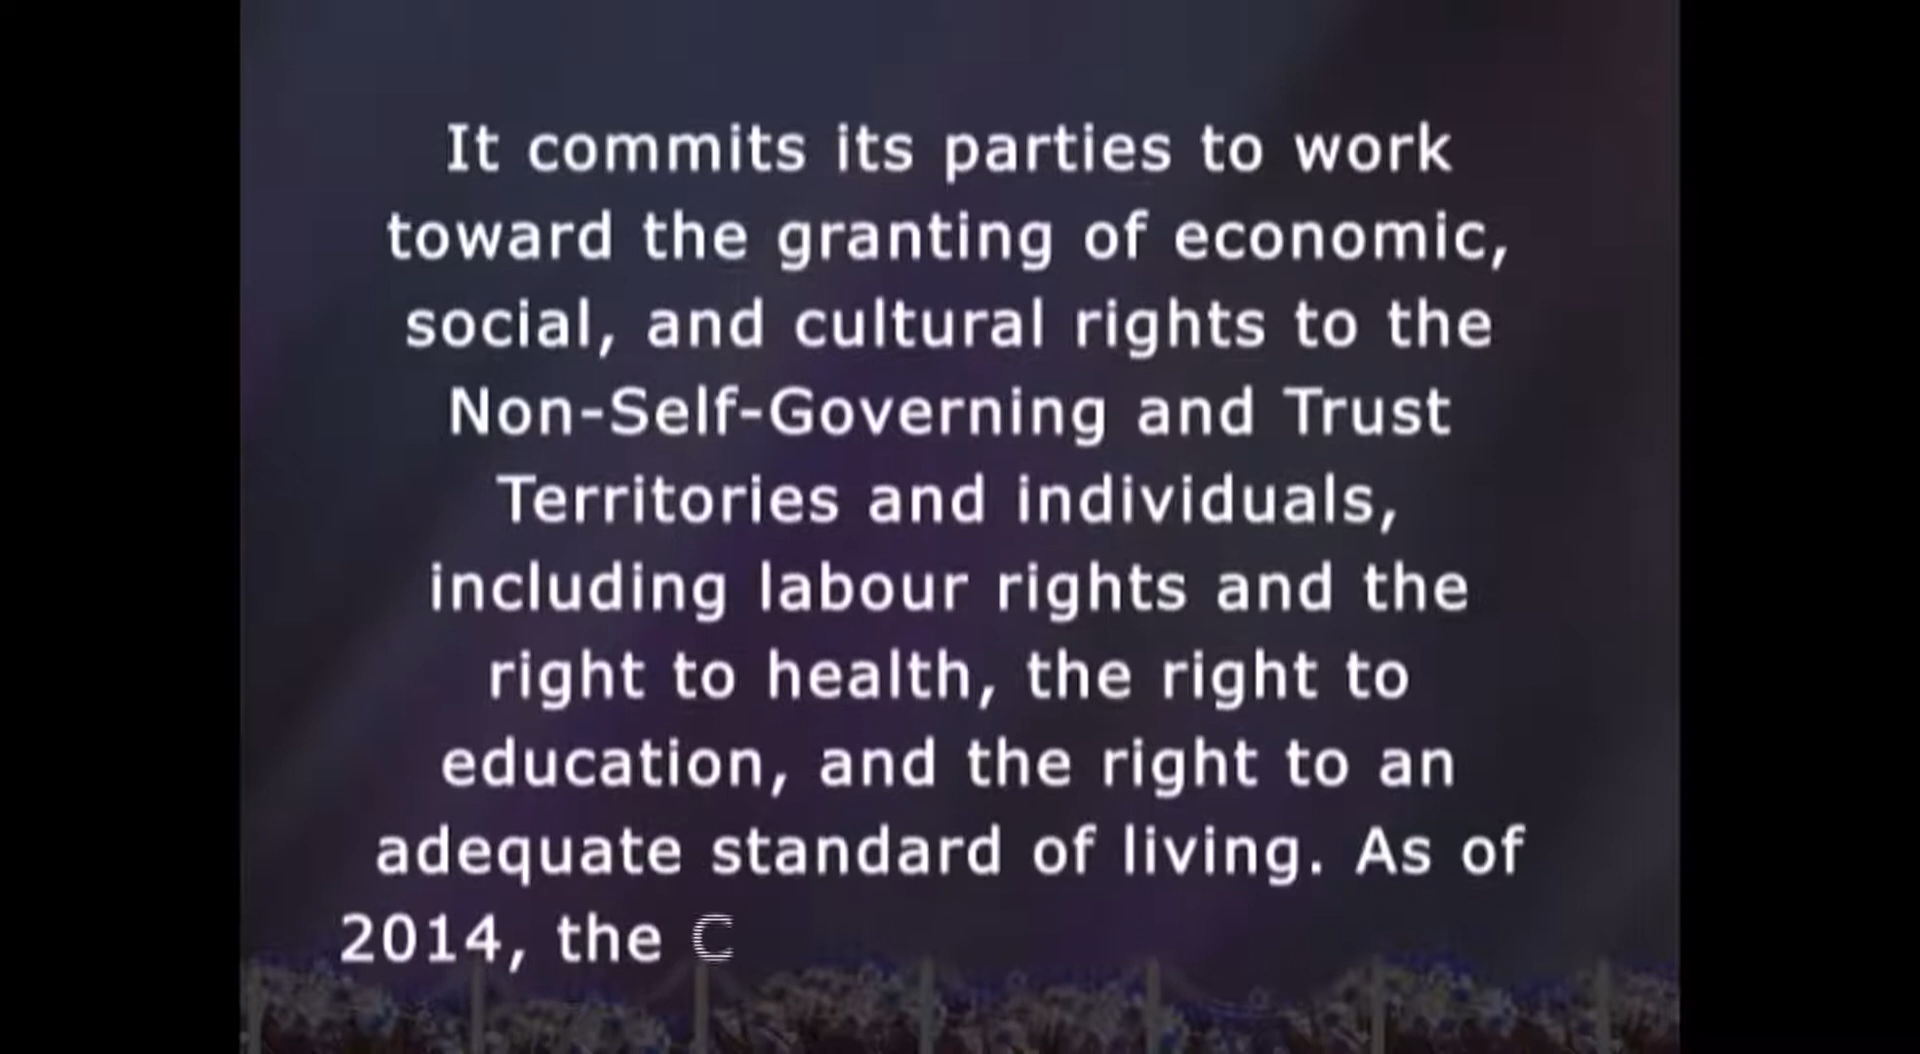 It commits its parties to work
toward the granting of economic,
social, and cultural rights to the
Non-Self-Governing and Trust
Territories and individuals,
including labour rights and the
right to health, the right to
education, and the right to an
adequate standard of living. As of
2014, the C